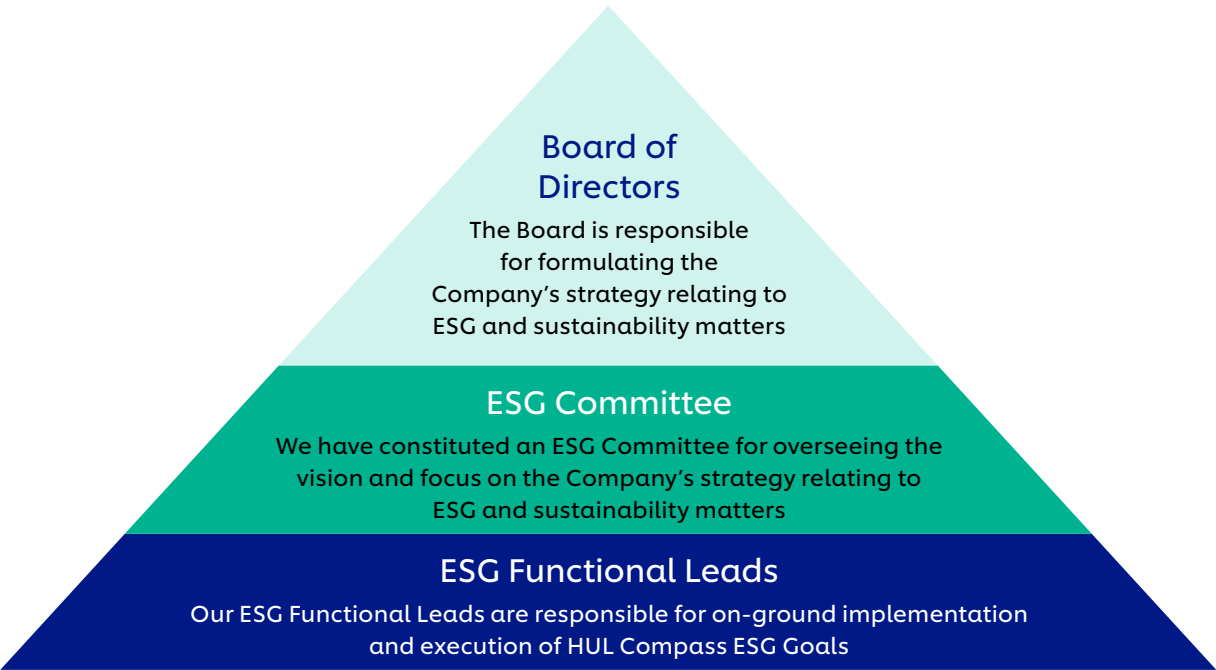 Board of
Directors
The Board is responsible
for formulating the
Company’s strategy relating to
ESG and sustainability matters
ESG Committee
We have constituted an ESG Committee for overseeing the
vision and focus on the Company’s strategy relating to
ESG and sustainability matters
ESG Functional Leads
Our ESG Functional Leads are responsible for on-ground implementation
and execution of HUL Compass ESG Goals